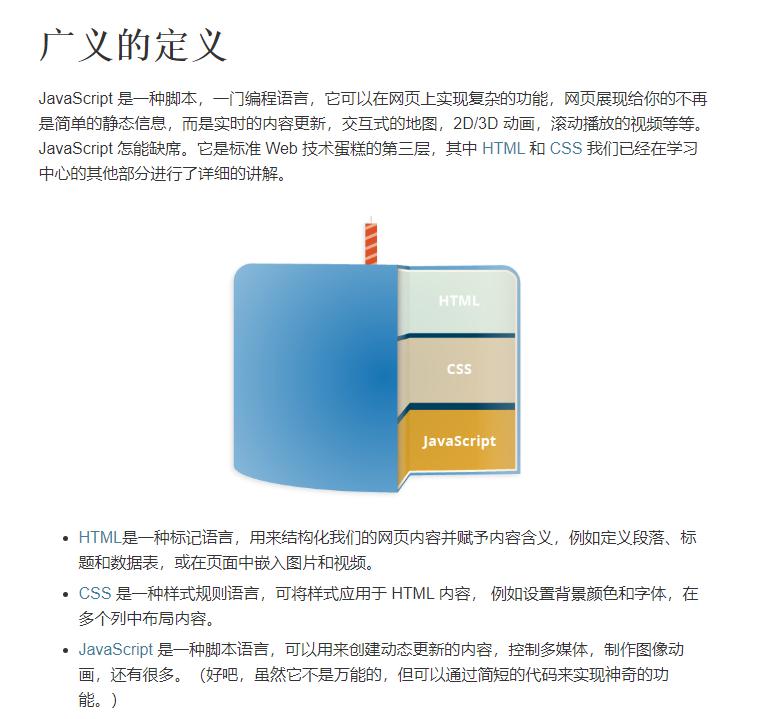 广义的定义
JavaScript 是一种脚本，一门编程语言，它可以在网页上实现复杂的功能，网页展现给你的不再
是简单的静态信息，而是实时的内容更新，交互式的地图，2D/3D 动画，滚动播放的视频等等。
JavaScript 怎能缺席。它是标准 Web 技术蛋糕的第三层，其中 HTML 和 CSS 我们已经在学习
中心的其他部分进行了详细的讲解。
HTML
CSS
JavaScript
• HTML是一种标记语言，用来结构化我们的网页内容并赋予内容含义，例如定义段落、标
题和数据表，或在页面中嵌入图片和视频。
• CSS 是一种样式规则语言，可将样式应用于 HTML 内容， 例如设置背景颜色和字体，在
多个列中布局内容。
• JavaScript 是一种脚本语言，可以用来创建动态更新的内容，控制多媒体，制作图像动
画，还有很多。（好吧，虽然它不是万能的，但可以通过简短的代码来实现神奇的功
能。）